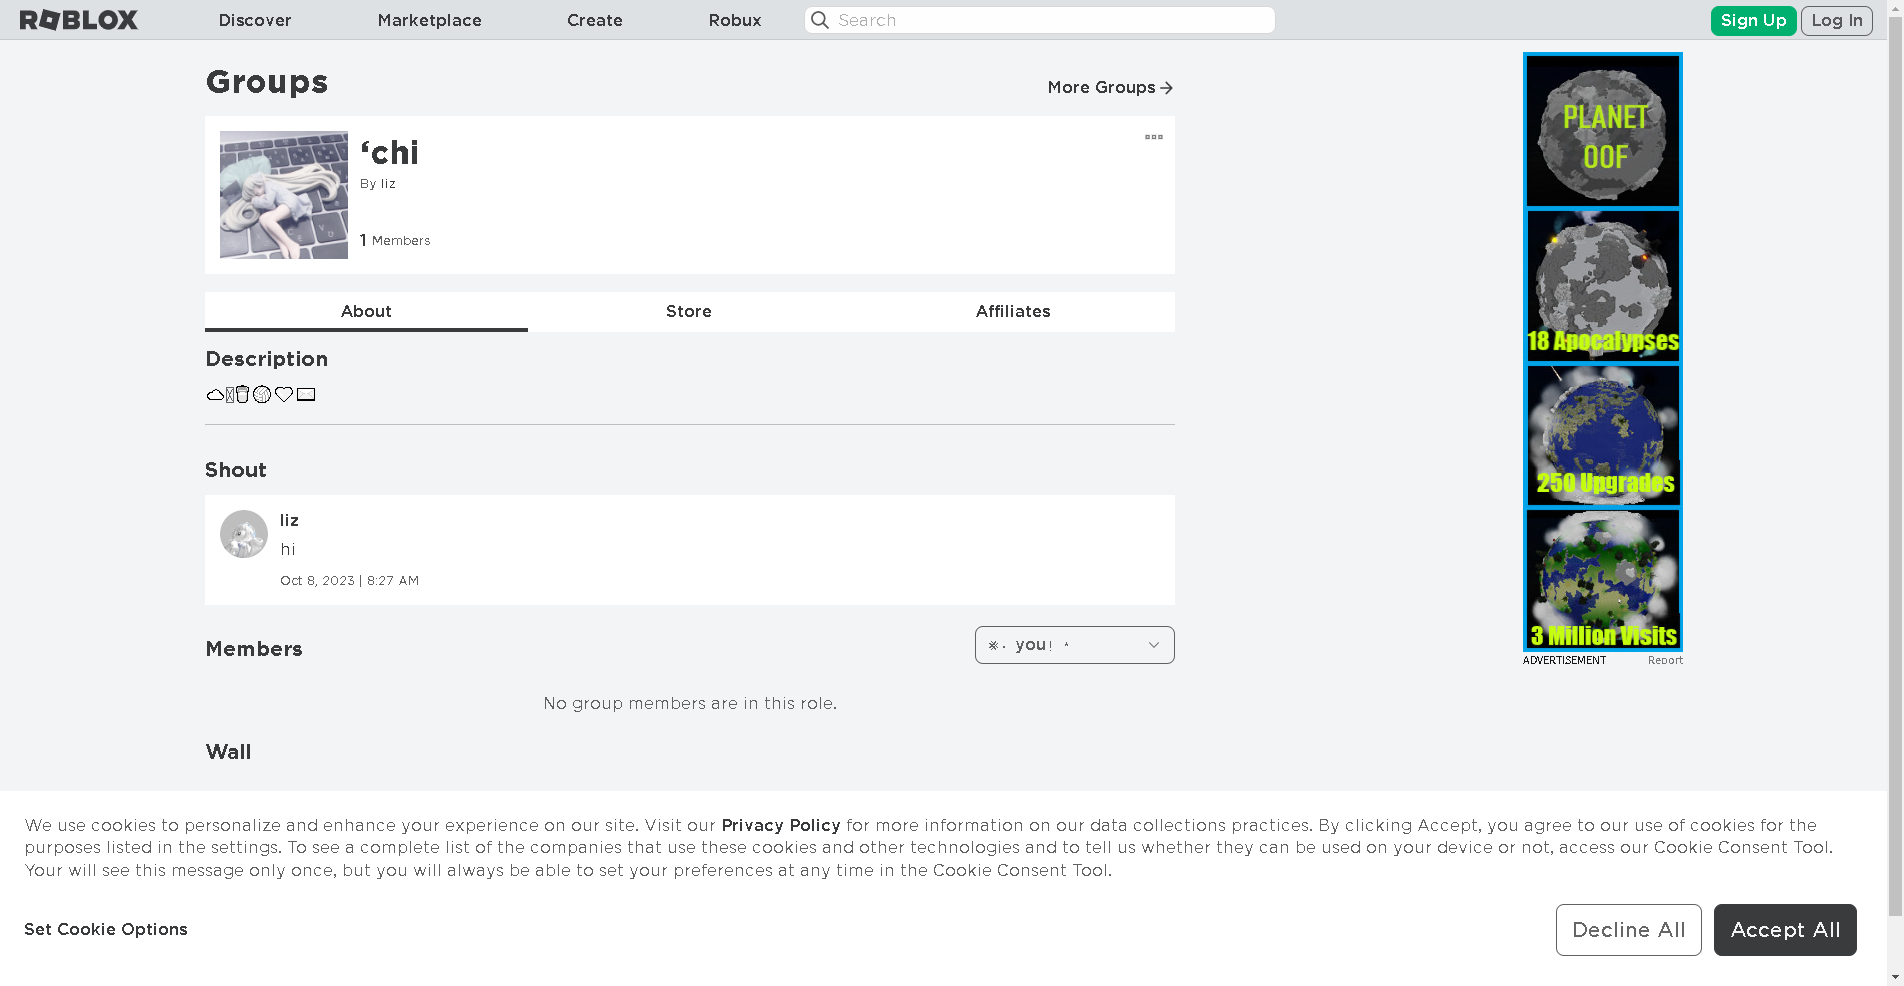 ROBLOX
Discover
Marketplace
Create
Robux
Search
Sign Up
Log In
Groups
More Groups
‘chi
By liz
1 Members
About
Store
Affiliates
Description
Shout
liz
hi
Oct 8, 2023 | 8:27 AM
Members
※ . you! *
No group members are in this role.
Wall
PLANET
OOF
18 Apocalypses
250 Upgrades
3 Million Visits
ADVERTISEMENT
Report
We use cookies to personalize and enhance your experience on our site. Visit our Privacy Policy for more information on our data collections practices. By clicking Accept, you agree to our use of cookies for the
purposes listed in the settings. To see a complete list of the companies that use these cookies and other technologies and to tell us whether they can be used on your device or not, access our Cookie Consent Tool.
Your will see this message only once, but you will always be able to set your preferences at any time in the Cookie Consent Tool.
Set Cookie Options
Decline All
Accept All